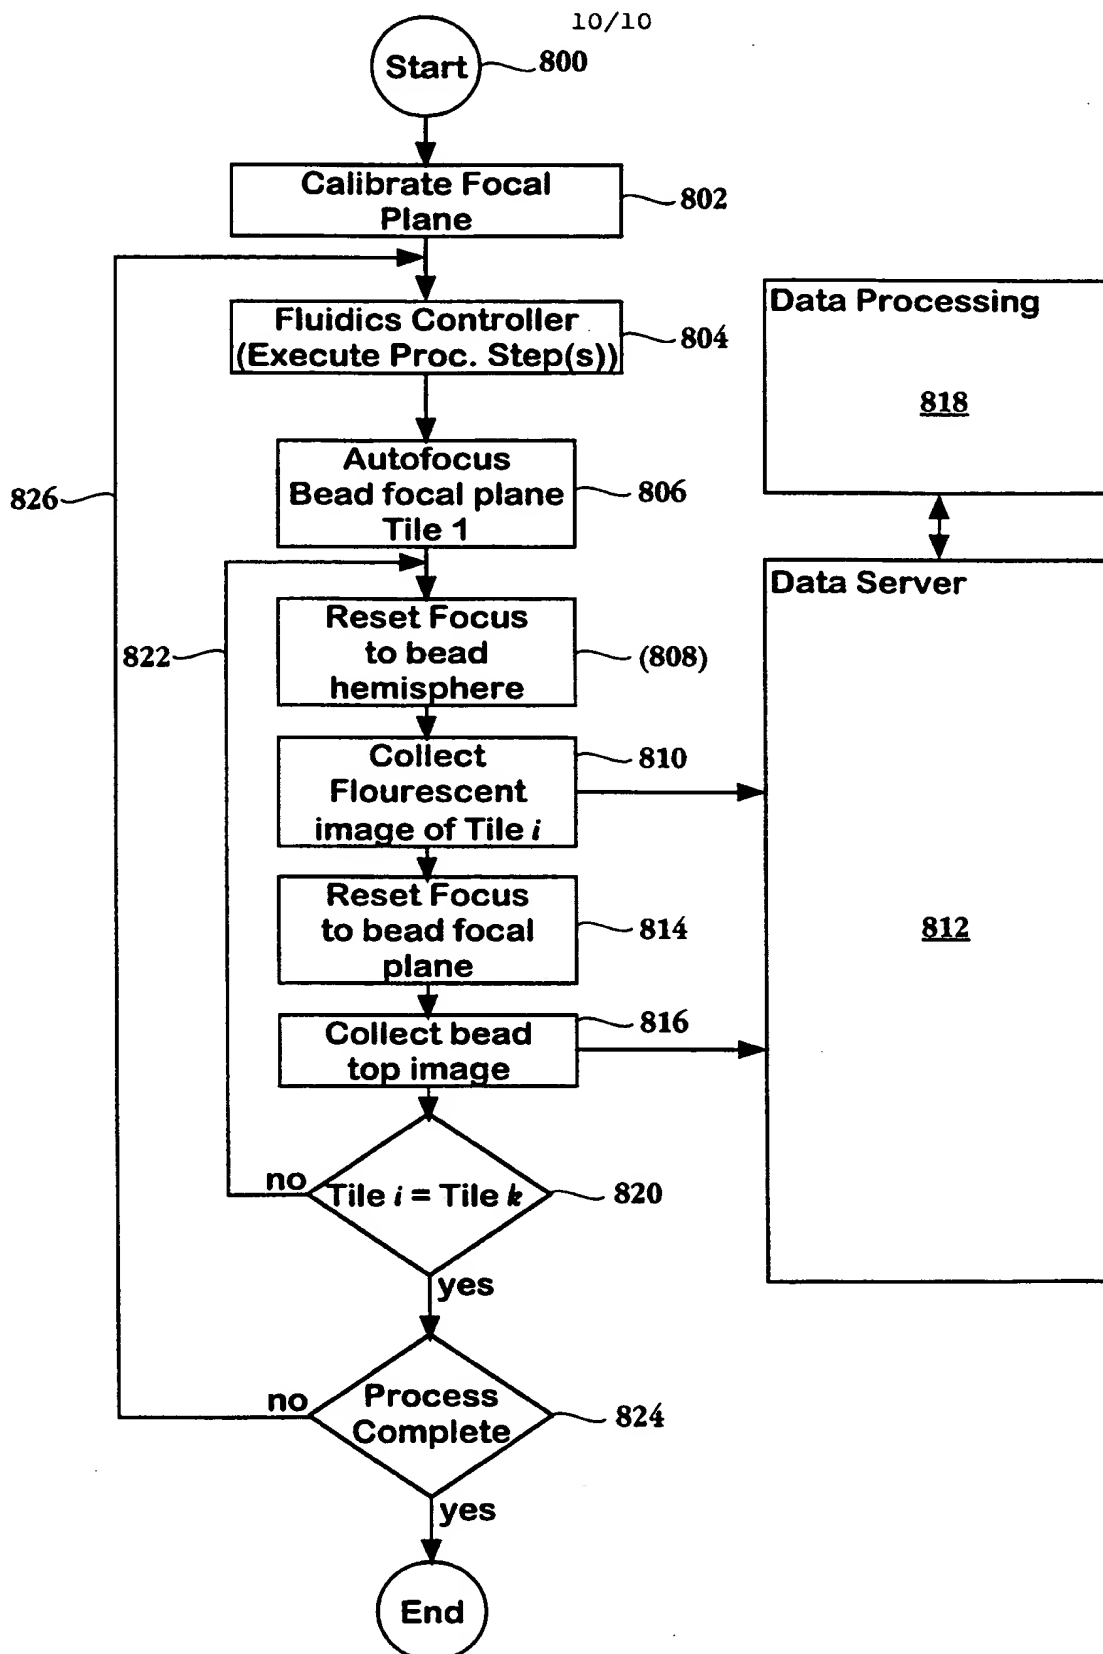 10/10
Start
800
Calibrate Focal
Plane
802
Fluidics Controller
(Execute Proc. Step(s))
804
Data Processing
818
Autofocus
Bead focal plane
Tile 1
806
826
Data Server
812
Reset Focus
to bead
hemisphere
(808)
822
Collect
Flourescent
image of Tile i
810
Reset Focus
to bead focal
plane
814
Collect bead
top image
816
no
Tile i = Tile k
820
yes
no
Process
Complete
824
yes
End